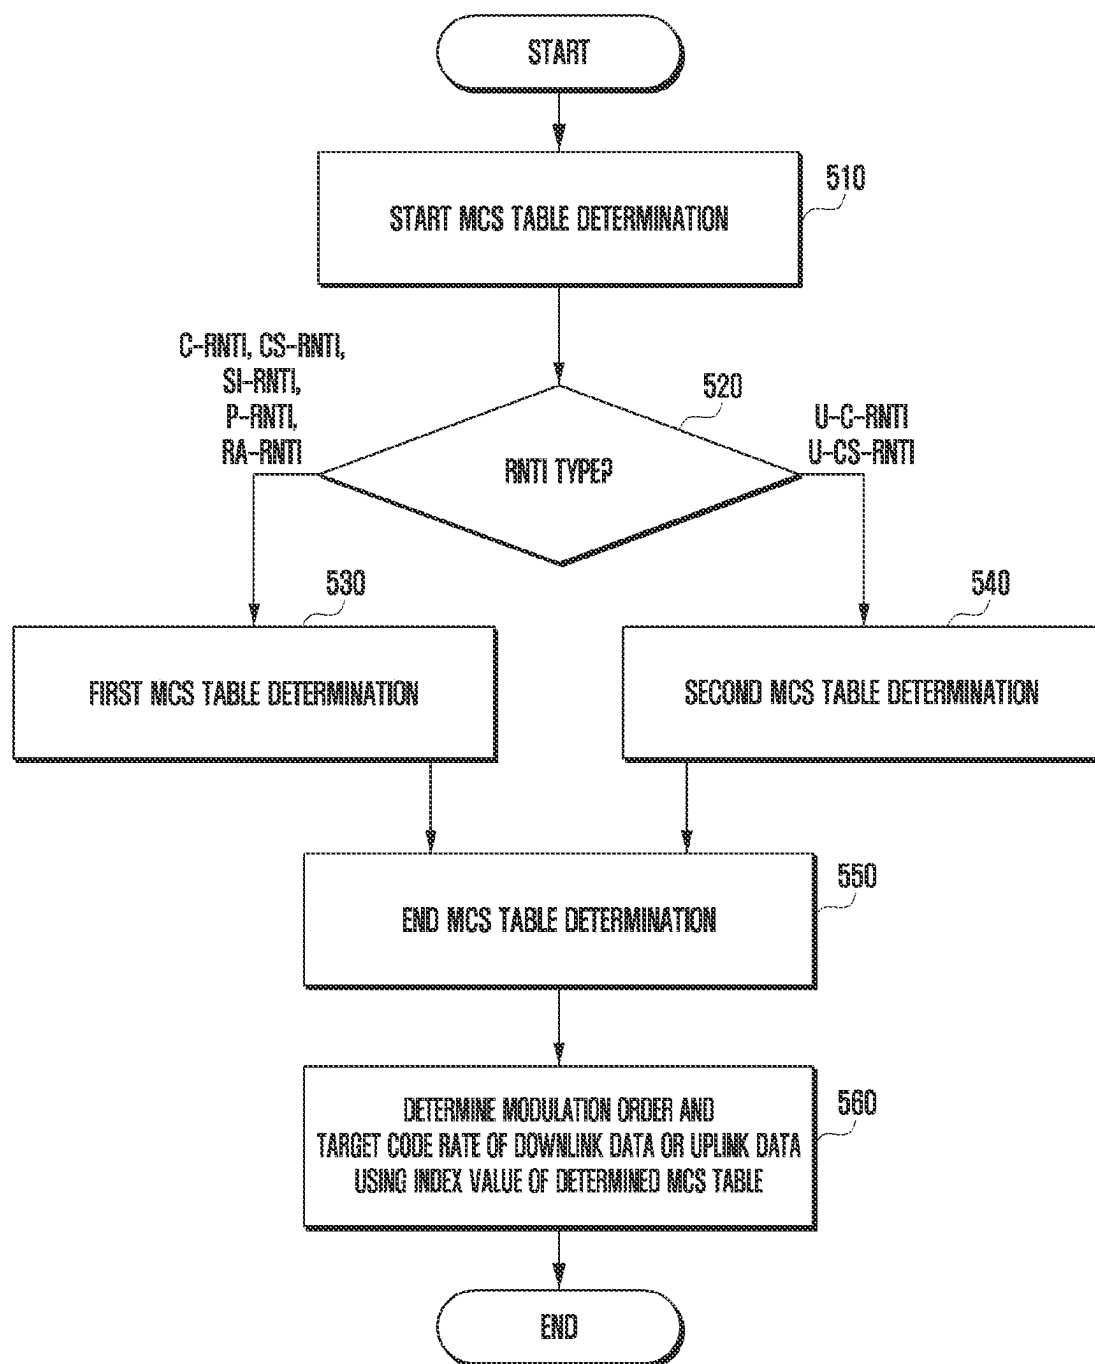 START
510
START MCS TABLE DETERMINATION
C-RNTI, CS-RNTI,
SI-RNTI,
P-RNTI,
RA-RNTI
520
U-C-RNTI
U-CS-RNTI
RNTI TYPE?
530
540
FIRST MCS TABLE DETERMINATION
SECOND MCS TABLE DETERMINATION
550
END MCS TABLE DETERMINATION
560
DETERMINE MODULATION ORDER AND
TARGET CODE RATE OF DOWNLINK DATA OR UPLINK DATA
USING INDEX VALUE OF DETERMINED MCS TABLE
END